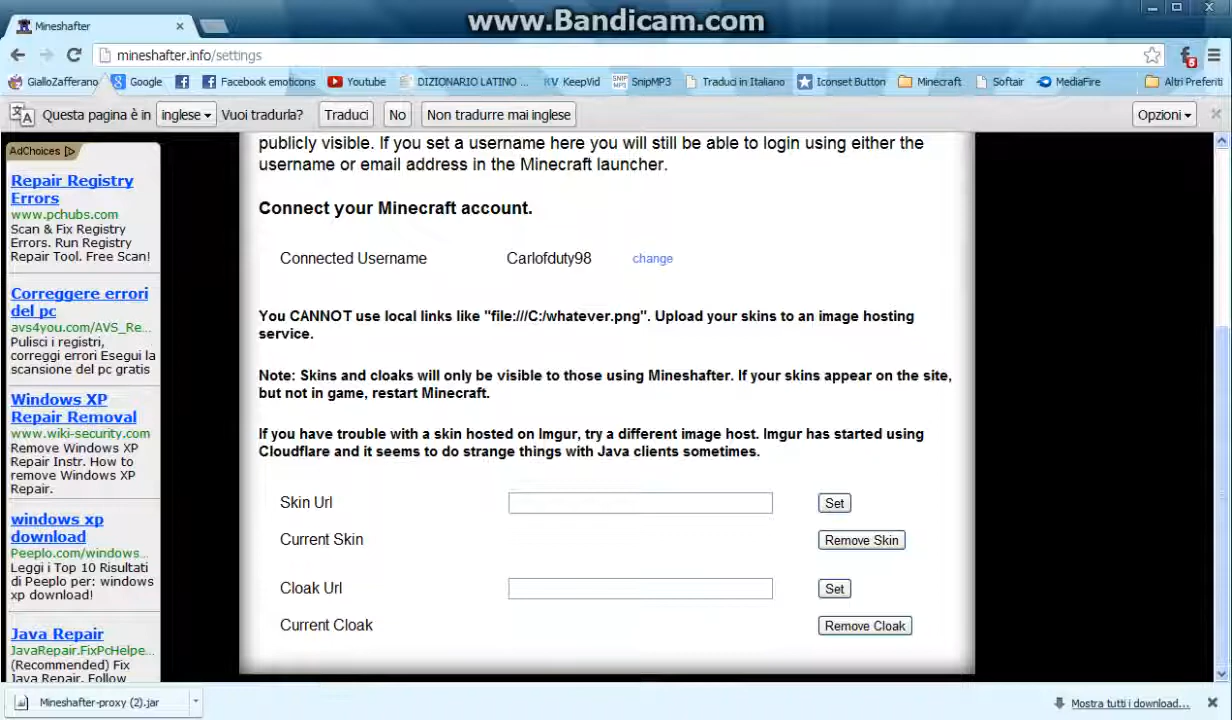 www.Bandicam.com
Mineshafter
mineshafter.info/settings
5
GialloZafferano
Google
Facebook emoticons
Youtube
DIZIONARIO LATINO ...
KV KeepVid
SNIP MP3 SnipMP3
Traduci in Italiano
Iconset Button
Minecraft
Softair
MediaFire
Altri Preferiti
Questa pagina è in inglese Vuoi tradurla? Traduci No Non tradurre mai inglese Opzioni
AdChoices
Repair Registry
Errors
www.pchubs.com
Scan & Fix Registry
Errors. Run Registry
Repair Tool. Free Scan!
Correggere errori
del pc
avs4you.com/AVS_Re...
Pulisci i registri,
correggi errori Esegui la
scansione del pc gratis
Windows XP
Repair Removal
www.wiki-security.com
Remove Windows XP
Repair Instr. How to
remove Windows XP
Repair.
windows xp
download
Peeplo.com/windows...
Leggi i Top 10 Risultati
di Peeplo per: windows
xp download!
Java Repair
JavaRepair.FixPcHelpe...
(Recommended) Fix
Java Repair. Follow
publicly visible. If you set a username here you will still be able to login using either the
username or email address in the Minecraft launcher.
Connect your Minecraft account.
Connected Username Carlofduty98 change
You CANNOT use local links like "file:///C:/whatever.png". Upload your skins to an image hosting
service.
Note: Skins and cloaks will only be visible to those using Mineshafter. If your skins appear on the site,
but not in game, restart Minecraft.
If you have trouble with a skin hosted on Imgur, try a different image host. Imgur has started using
Cloudflare and it seems to do strange things with Java clients sometimes.
Skin Url Set
Current Skin Remove Skin
Cloak Url Set
Current Cloak Remove Cloak
Mineshafter-proxy (2).jar
Mostra tutti i download...